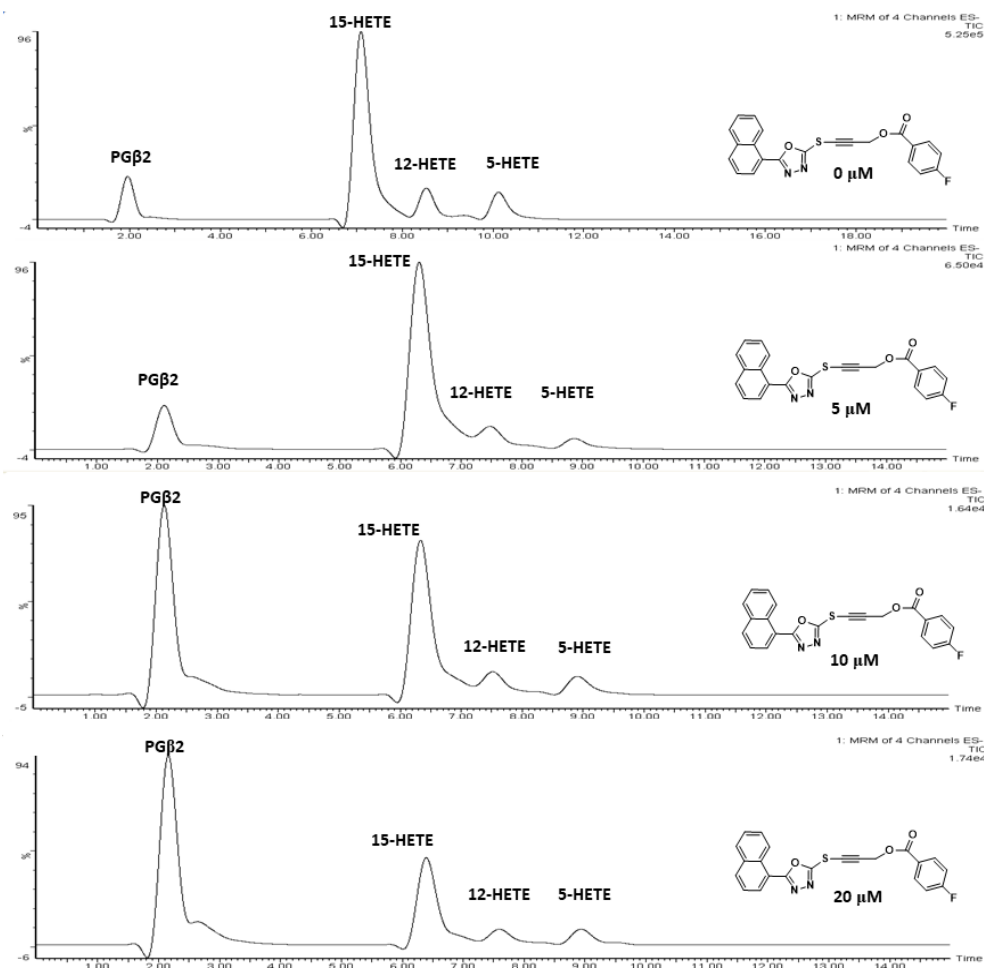 1: MRM of 4 Channels ES-
TIC
5.25e5
96
%
-4
15-HETE
PGβ2
12-HETE
5-HETE
O
S
O
O
N
N
F
0 μM
2.00 4.00 6.00 8.00 10.00 12.00 14.00 16.00 18.00
Time
1: MRM of 4 Channels ES-
TIC
6.50e4
96
%
-4
15-HETE
PGβ2
12-HETE
5-HETE
O
S
O
O
N
N
F
5 μM
1.00 2.00 3.00 4.00 5.00 6.00 7.00 8.00 9.00 10.00 11.00 12.00 13.00 14.00
Time
1: MRM of 4 Channels ES-
TIC
1.64e4
95
%
-5
PGβ2
15-HETE
12-HETE
5-HETE
O
S
O
O
N
N
F
10 μM
1.00 2.00 3.00 4.00 5.00 6.00 7.00 8.00 9.00 10.00 11.00 12.00 13.00 14.00
Time
1: MRM of 4 Channels ES-
TIC
1.74e4
94
%
-6
PGβ2
15-HETE
12-HETE
5-HETE
O
S
O
O
N
N
F
20 μM
1.00 2.00 3.00 4.00 5.00 6.00 7.00 8.00 9.00 10.00 11.00 12.00 13.00 14.00
Time